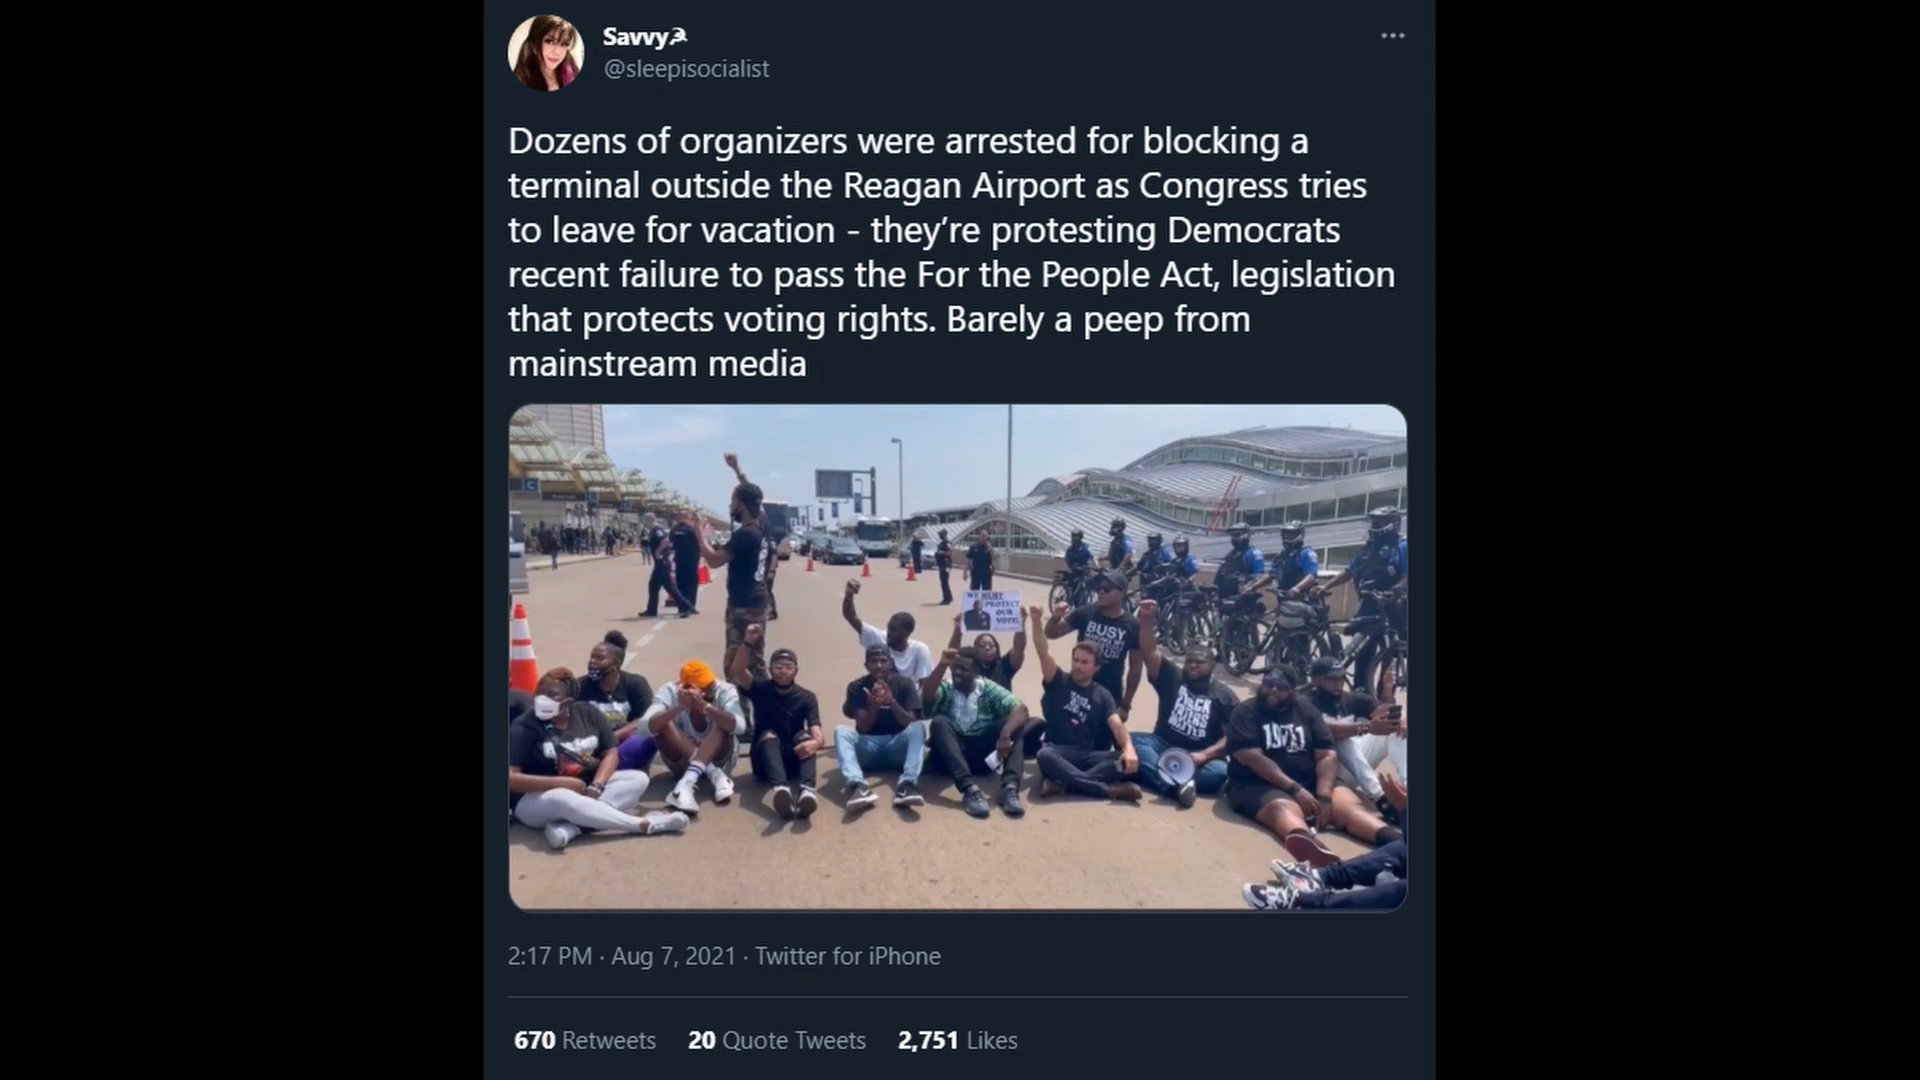 Savvy☭
@sleepisocialist
Dozens of organizers were arrested for blocking a
terminal outside the Reagan Airport as Congress tries
to leave for vacation - they’re protesting Democrats
recent failure to pass the For the People Act, legislation
that protects voting rights. Barely a peep from
mainstream media
C
WE MUST
PROTECT
OUR
VOTE!
BUSY
BLACK
VOTERS
MATTER
2:17 PM · Aug 7, 2021 · Twitter for iPhone
670 Retweets 20 Quote Tweets 2,751 Likes